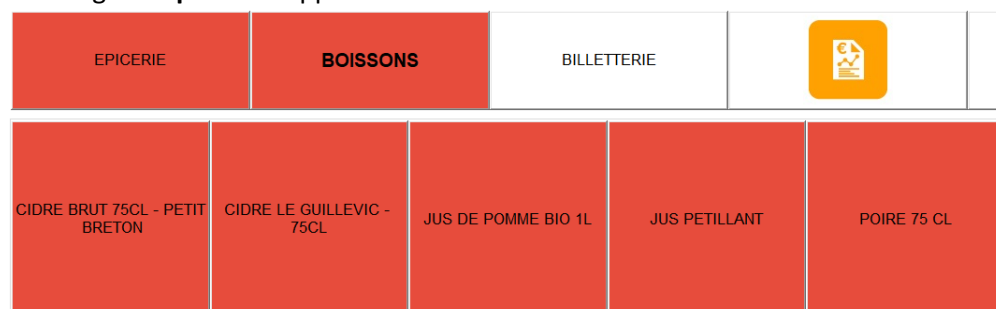 EPICERIE
BOISSONS
BILLETTERIE
€
CIDRE BRUT 75CL - PETIT
BRETON
CIDRE LE GUILLEVIC -
75CL
JUS DE POMME BIO 1L
JUS PETILLANT
POIRE 75 CL